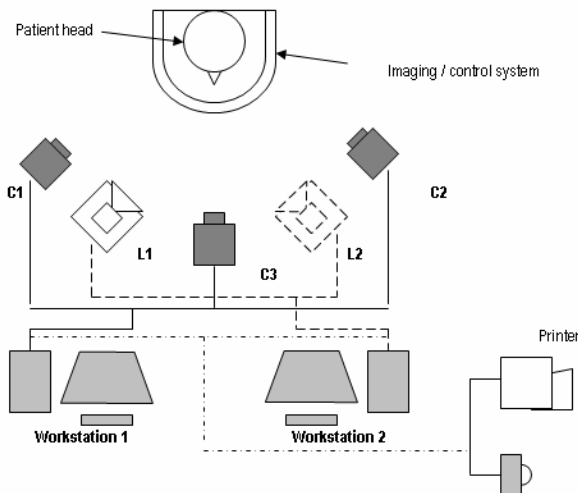 Patient head
Imaging / control system
C1
C2
L1
L2
C3
Printer
Workstation 1
Workstation 2